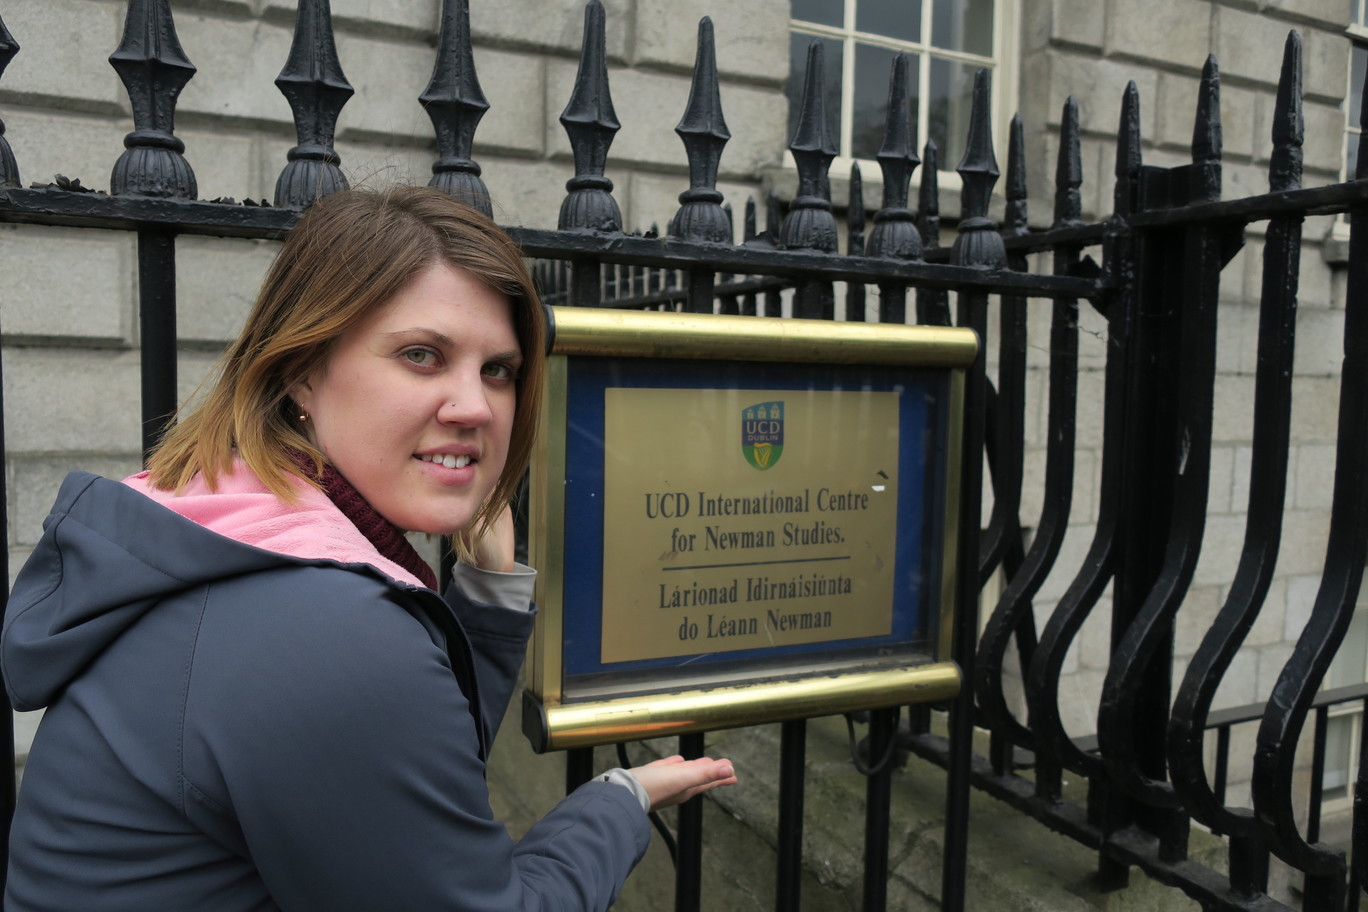 UCD
DUBLIN
UCD International Centre
for Newman Studies.
Lárionad Idirnáisiúnta
do Léann Newman